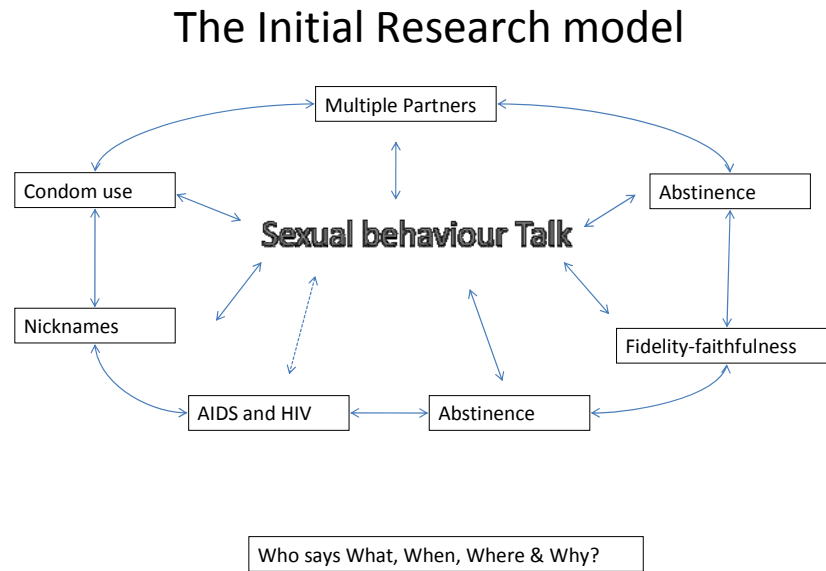 The Initial Research model
Multiple Partners
Condom use
Abstinence
Sexual behaviour Talk
Nicknames
Fidelity-faithfulness
AIDS and HIV
Abstinence
Who says What, When, Where & Why?